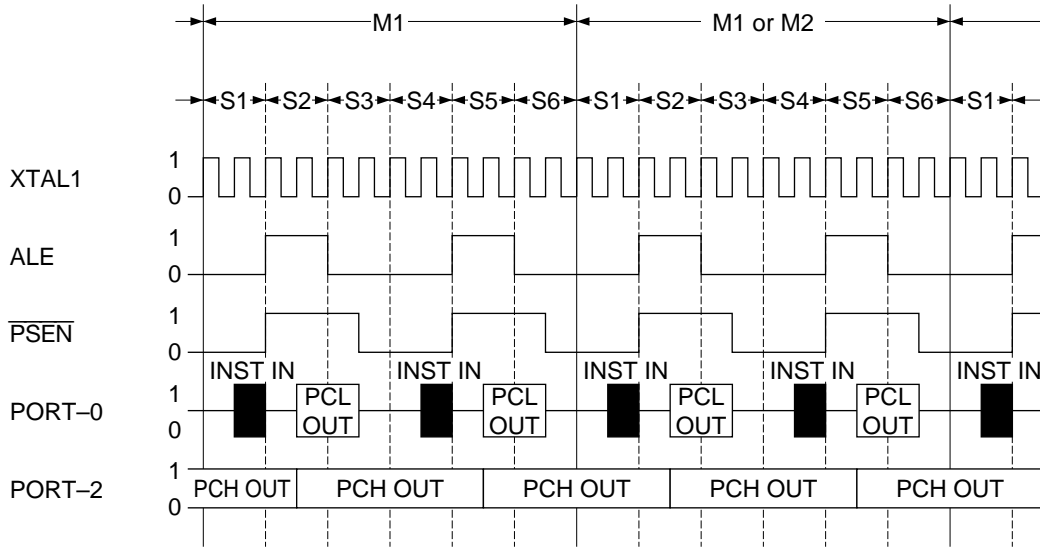 M1 M1 or M2
S1 S2 S3 S4 S5 S6 S1 S2 S3 S4 S5 S6 S1
XTAL1 1
0
ALE 1
0
PSEN 1
0
INST IN INST IN INST IN INST IN INST IN
PORT–0 1 PCL PCL PCL PCL
0 OUT OUT OUT OUT
PORT–2 1 PCH OUT PCH OUT PCH OUT PCH OUT PCH OUT
0